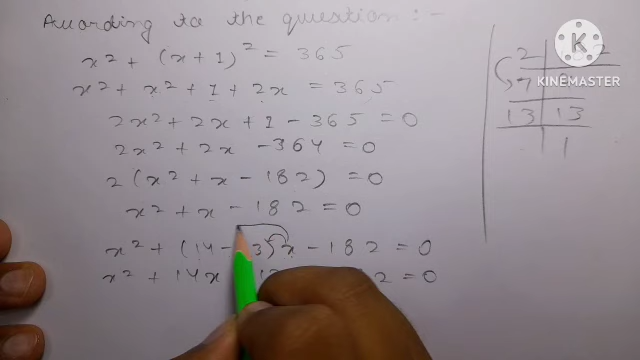 According to the question :-
x² + (x + 1)² = 365
x² + x² + 1 + 2x = 365
2x² + 2x + 1 - 365 = 0
2x² + 2x - 364 = 0
2(x² + x - 182) = 0
x² + x - 182 = 0
x² + (14 - 3)x - 182 = 0
x² + 14x 2 = 0
2 2
7
13 13
1
KINEMASTER